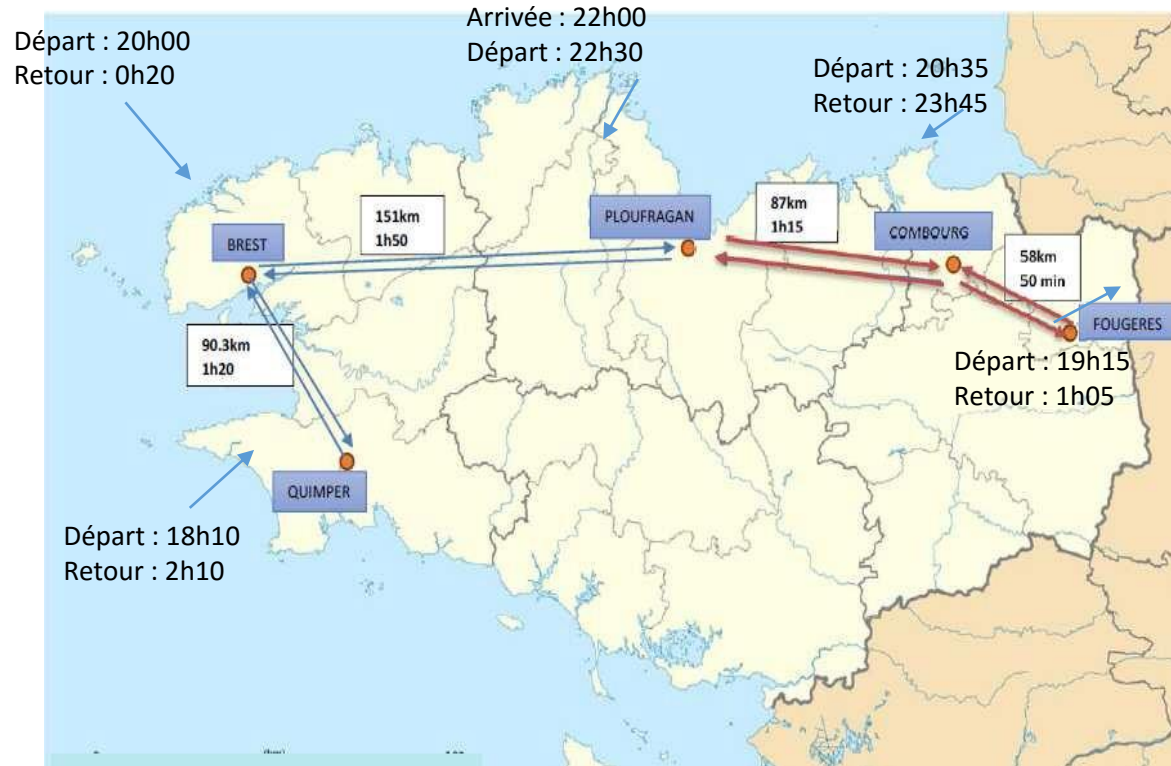 Arrivée : 22h00
Départ : 22h30
Départ : 20h00
Retour : 0h20
Départ : 20h35
Retour : 23h45
151km
1h50
PLOUFRAGAN
87km
1h15
COMBOURG
BREST
58km
50 min
FOUGERES
90.3km
1h20
Départ : 19h15
Retour : 1h05
QUIMPER
Départ : 18h10
Retour : 2h10